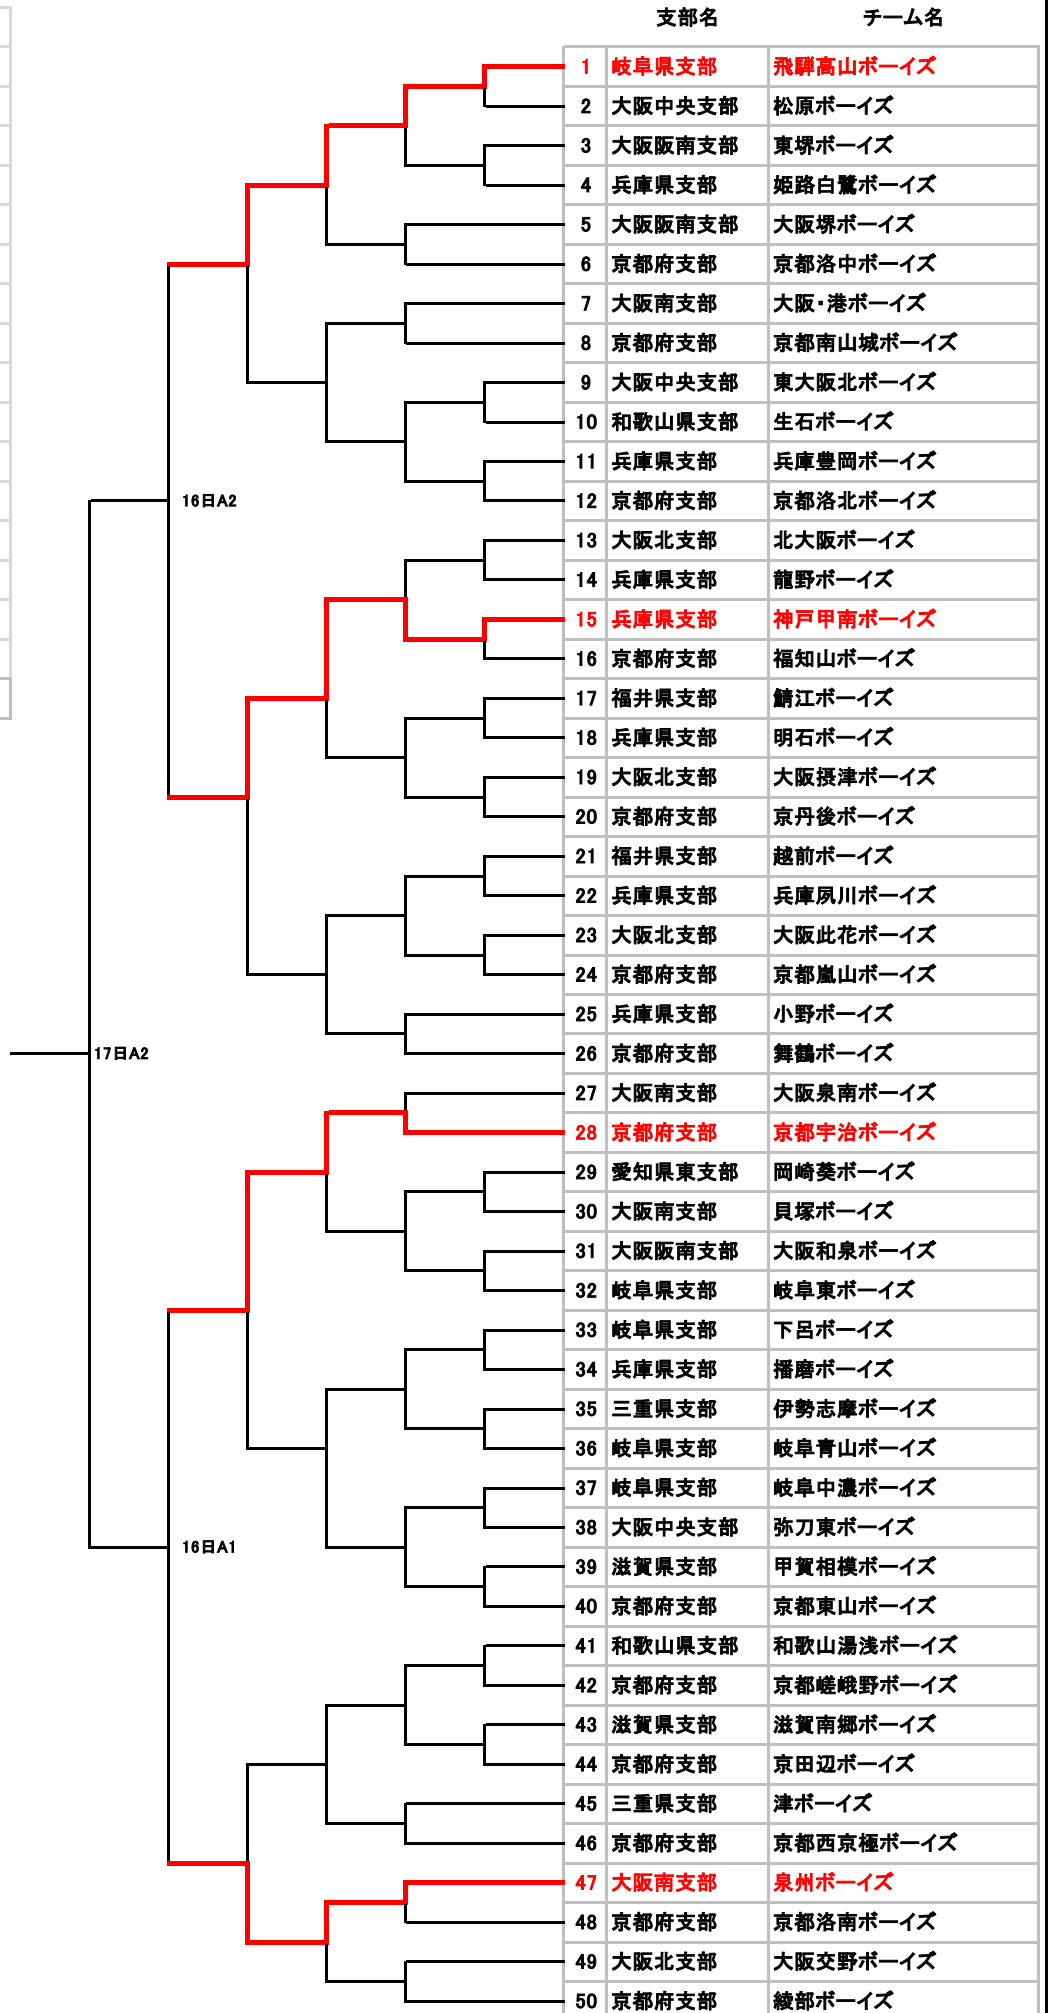 支部名 チーム名
1 岐阜県支部 飛騨高山ボーイズ
2 大阪中央支部 松原ボーイズ
3 大阪阪南支部 東堺ボーイズ
4 兵庫県支部 姫路白鷺ボーイズ
5 大阪阪南支部 大阪堺ボーイズ
6 京都府支部 京都洛中ボーイズ
7 大阪南支部 大阪・港ボーイズ
8 京都府支部 京都南山城ボーイズ
9 大阪中央支部 東大阪北ボーイズ
10 和歌山県支部 生石ボーイズ
11 兵庫県支部 兵庫豊岡ボーイズ
16日A2 12 京都府支部 京都洛北ボーイズ
13 大阪北支部 北大阪ボーイズ
14 兵庫県支部 龍野ボーイズ
15 兵庫県支部 神戸甲南ボーイズ
16 京都府支部 福知山ボーイズ
17 福井県支部 鯖江ボーイズ
18 兵庫県支部 明石ボーイズ
19 大阪北支部 大阪摂津ボーイズ
20 京都府支部 京丹後ボーイズ
21 福井県支部 越前ボーイズ
22 兵庫県支部 兵庫夙川ボーイズ
23 大阪北支部 大阪此花ボーイズ
24 京都府支部 京都嵐山ボーイズ
25 兵庫県支部 小野ボーイズ
17日A2 26 京都府支部 舞鶴ボーイズ
27 大阪南支部 大阪泉南ボーイズ
28 京都府支部 京都宇治ボーイズ
29 愛知県東支部 岡崎葵ボーイズ
30 大阪南支部 貝塚ボーイズ
31 大阪阪南支部 大阪和泉ボーイズ
32 岐阜県支部 岐阜東ボーイズ
33 岐阜県支部 下呂ボーイズ
34 兵庫県支部 播磨ボーイズ
35 三重県支部 伊勢志摩ボーイズ
36 岐阜県支部 岐阜青山ボーイズ
37 岐阜県支部 岐阜中濃ボーイズ
38 大阪中央支部 弥刀東ボーイズ
16日A1 39 滋賀県支部 甲賀相模ボーイズ
40 京都府支部 京都東山ボーイズ
41 和歌山県支部 和歌山湯浅ボーイズ
42 京都府支部 京都嵯峨野ボーイズ
43 滋賀県支部 滋賀南郷ボーイズ
44 京都府支部 京田辺ボーイズ
45 三重県支部 津ボーイズ
46 京都府支部 京都西京極ボーイズ
47 大阪南支部 泉州ボーイズ
48 京都府支部 京都洛南ボーイズ
49 大阪北支部 大阪交野ボーイズ
50 京都府支部 綾部ボーイズ